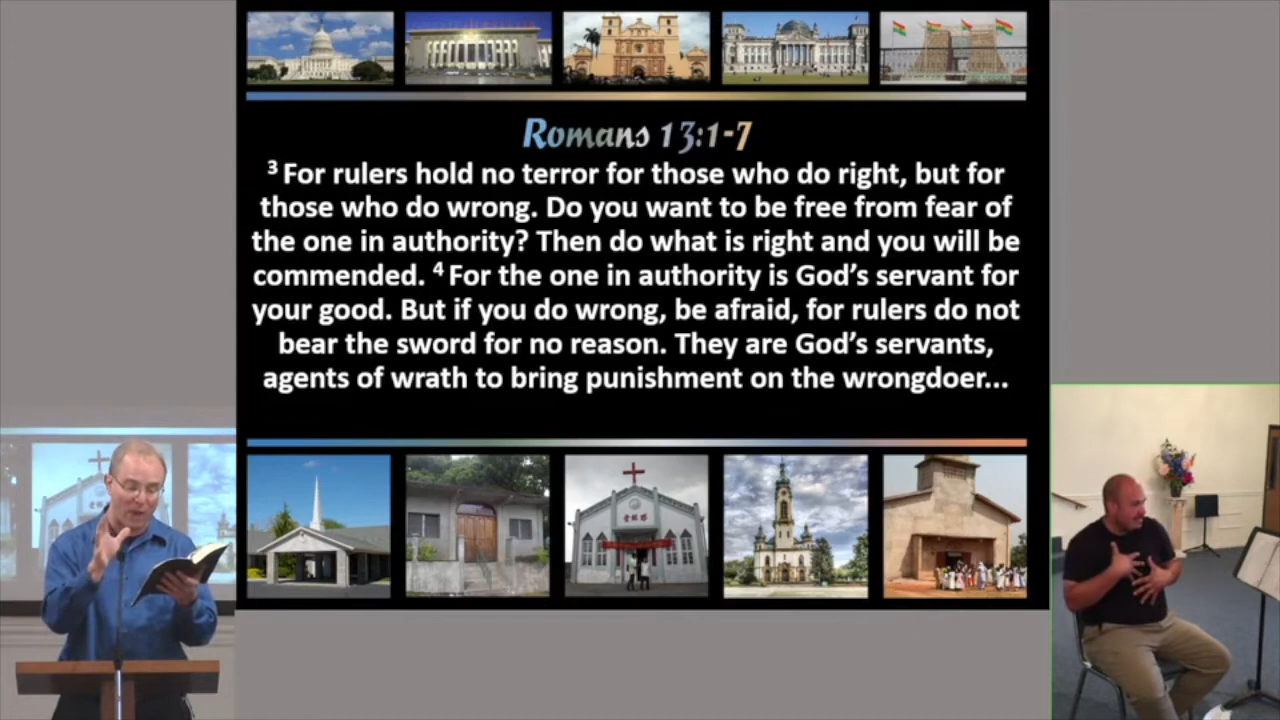 Romans 13:1-7
³ For rulers hold no terror for those who do right, but for
those who do wrong. Do you want to be free from fear of
the one in authority? Then do what is right and you will be
commended. ⁴ For the one in authority is God’s servant for
your good. But if you do wrong, be afraid, for rulers do not
bear the sword for no reason. They are God’s servants,
agents of wrath to bring punishment on the wrongdoer...